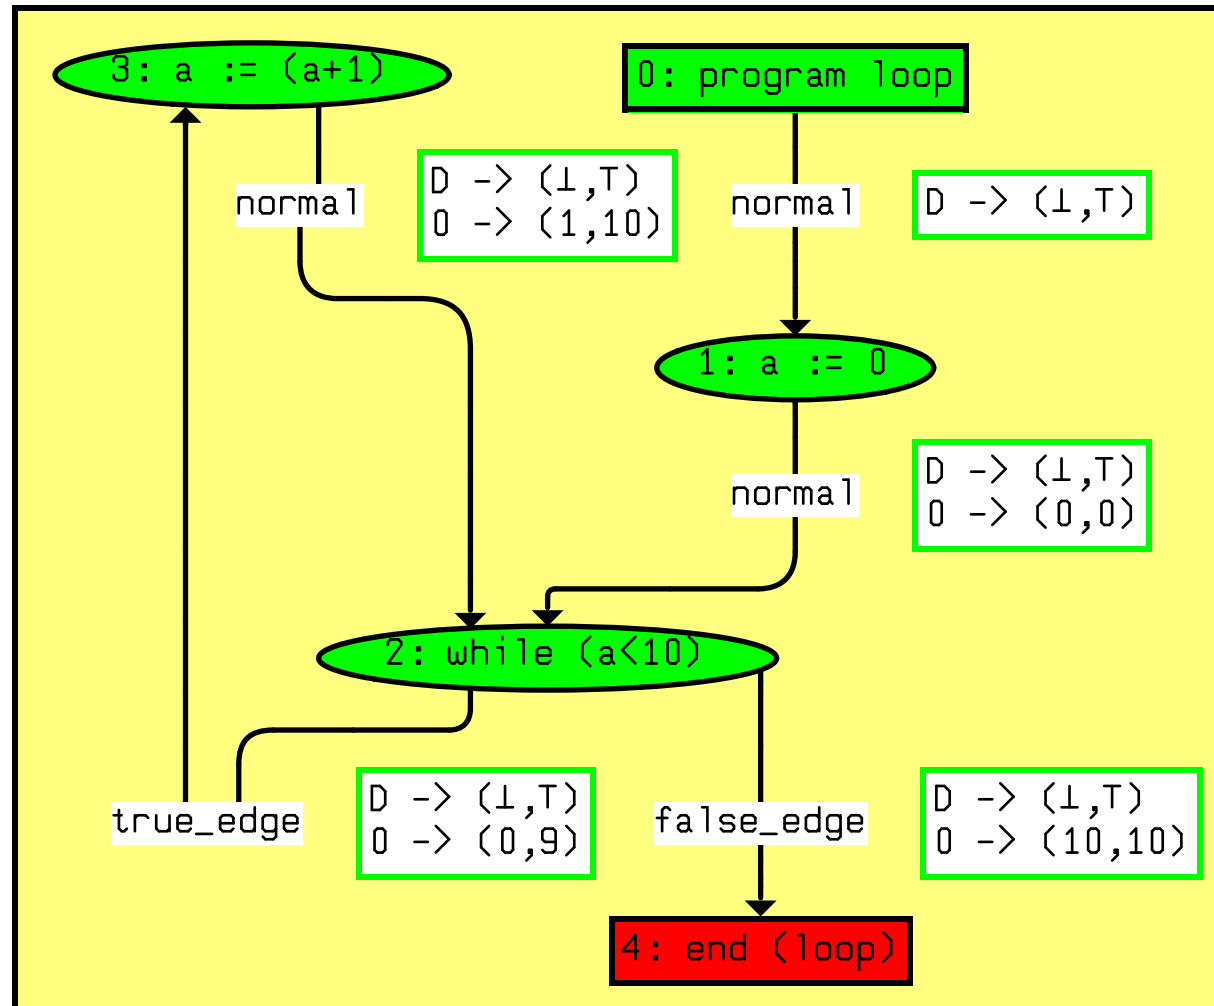 3: a := (a+1)
0: program loop
D -> (⊥,T)
0 -> (1,10)
normal
normal
D -> (⊥,T)
1: a := 0
normal
D -> (⊥,T)
0 -> (0,0)
2: while (a<10)
true_edge
D -> (⊥,T)
0 -> (0,9)
false_edge
D -> (⊥,T)
0 -> (10,10)
4: end (loop)